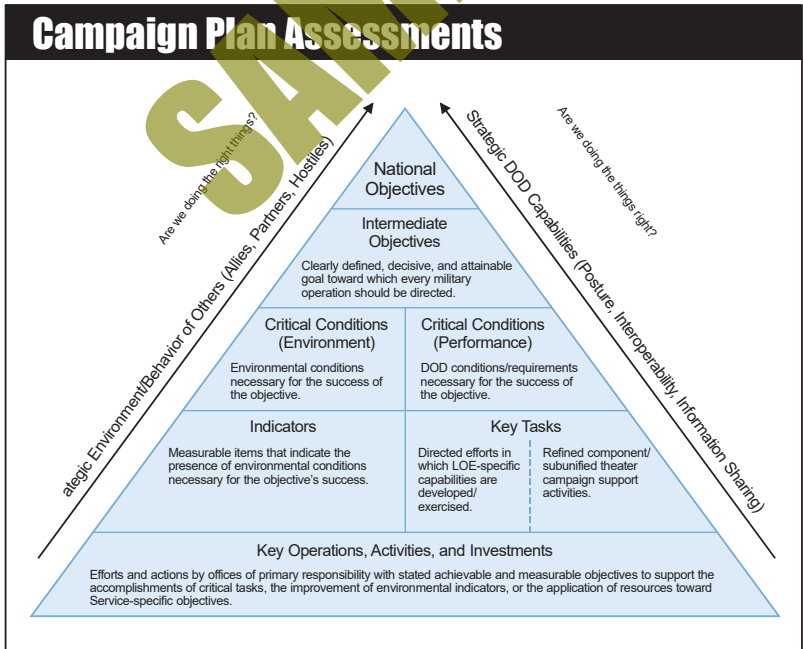 Campaign Plan Assessments
SAM
Are we doing the right things?
ategic Environment/Behavior of Others (Allies, Partners, Hostiles)
Strategic DOD Capabilities (Posture, Interoperability, Information Sharing)
Are we doing the things right?
National
Objectives
Intermediate
Objectives
Clearly defined, decisive, and attainable
goal toward which every military
operation should be directed.
Critical Conditions
(Environment)
Environmental conditions
necessary for the success of
the objective.
Critical Conditions
(Performance)
DOD conditions/requirements
necessary for the success of
the objective.
Indicators
Measurable items that indicate the
presence of environmental conditions
necessary for the objective's success.
Key Tasks
Directed efforts in
which LOE-specific
capabilities are
developed/
exercised.
Refined component/
subunified theater
campaign support
activities.
Key Operations, Activities, and Investments
Efforts and actions by offices of primary responsibility with stated achievable and measurable objectives to support the
accomplishments of critical tasks, the improvement of environmental indicators, or the application of resources toward
Service-specific objectives.